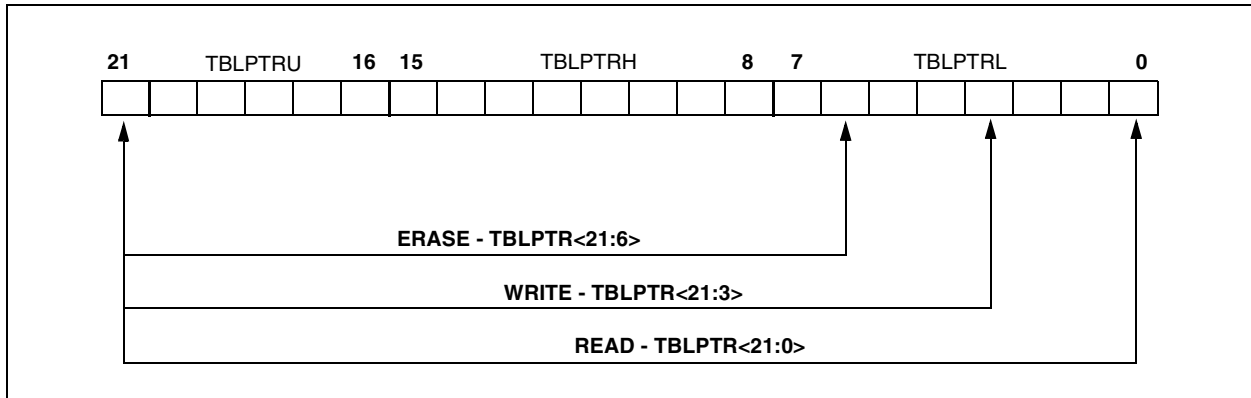 21 TBLPTRU 16 15 TBLPTRH 8 7 TBLPTRL 0
ERASE - TBLPTR<21:6>
WRITE - TBLPTR<21:3>
READ - TBLPTR<21:0>